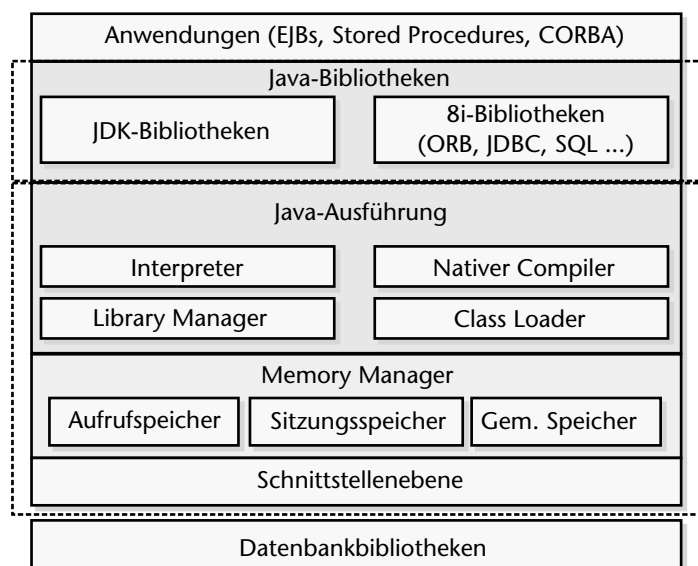 Anwendungen (EJBs, Stored Procedures, CORBA)
Java-Bibliotheken
JDK-Bibliotheken
8i-Bibliotheken
(ORB, JDBC, SQL ...)
Java-Ausführung
Interpreter
Nativer Compiler
Library Manager
Class Loader
Memory Manager
Aufrufspeicher
Sitzungsspeicher
Gem. Speicher
Schnittstellenebene
Datenbankbibliotheken